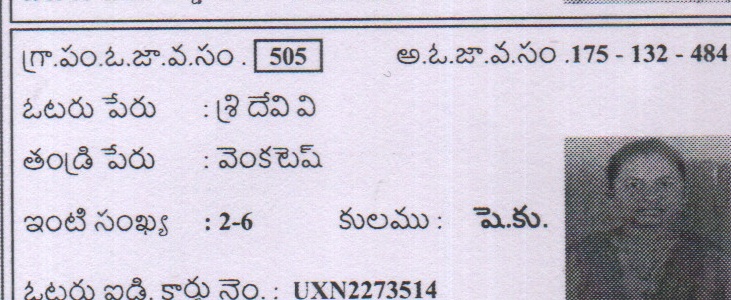 గ్రా.పం.ఓ.జా.వ.సం . 505 అ.ఓ.జా.వ.సం .175 - 132 - 484
ఓటరు పేరు : శ్రీ దేవి వి
తండ్రి పేరు : వెంకటెష్
ఇంటి సంఖ్య : 2-6 కులము : షె.కు.
ఓటరు ఐడి. కార్డు నెం. : UXN2273514